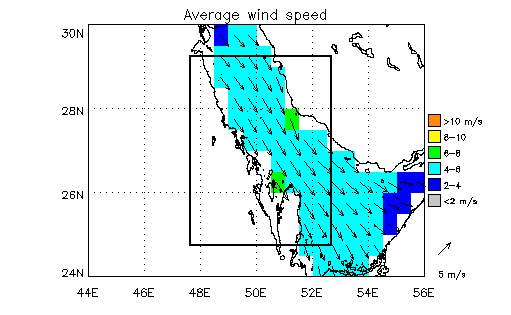 Average wind speed
30N
28N
26N
24N
44E 46E 48E 50E 52E 54E 56E
>10 m/s
8-10
6-8
4-6
2-4
<2 m/s
5 m/s